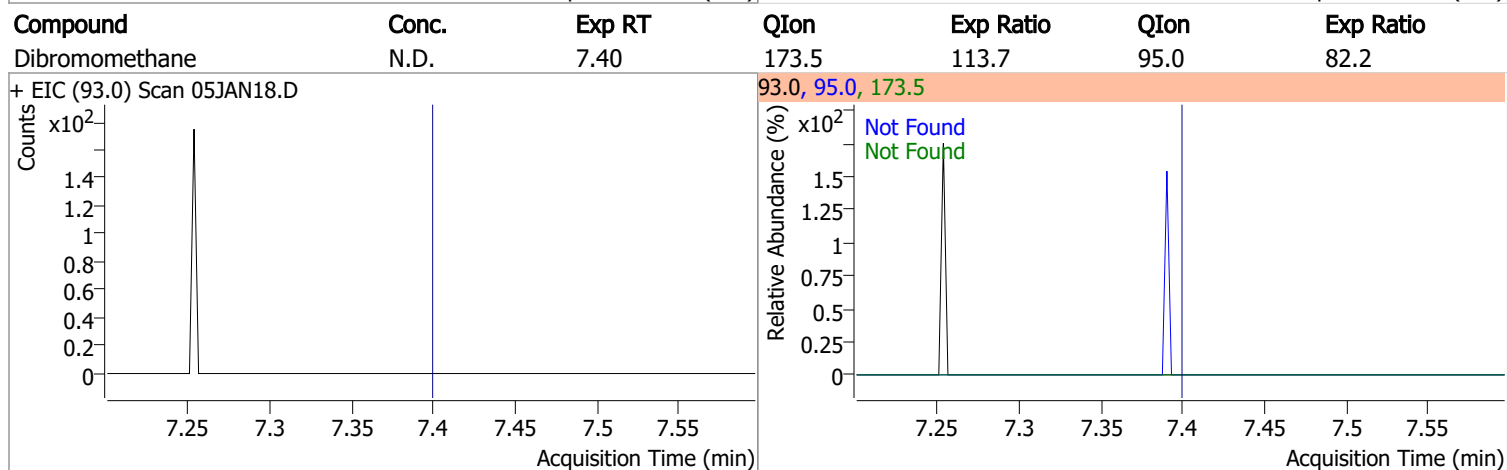 Compound Conc. Exp RT QIon Exp Ratio QIon Exp Ratio
Dibromomethane N.D. 7.40 173.5 113.7 95.0 82.2
+ EIC (93.0) Scan 05JAN18.D
Counts
x10²
1.4
1.2
1
0.8
0.6
0.4
0.2
0
7.25 7.3 7.35 7.4 7.45 7.5 7.55
Acquisition Time (min)
93.0, 95.0, 173.5
Relative Abundance (%)
x10²
Not Found
Not Found
1.5
1.25
1
0.75
0.5
0.25
0
7.25 7.3 7.35 7.4 7.45 7.5 7.55
Acquisition Time (min)